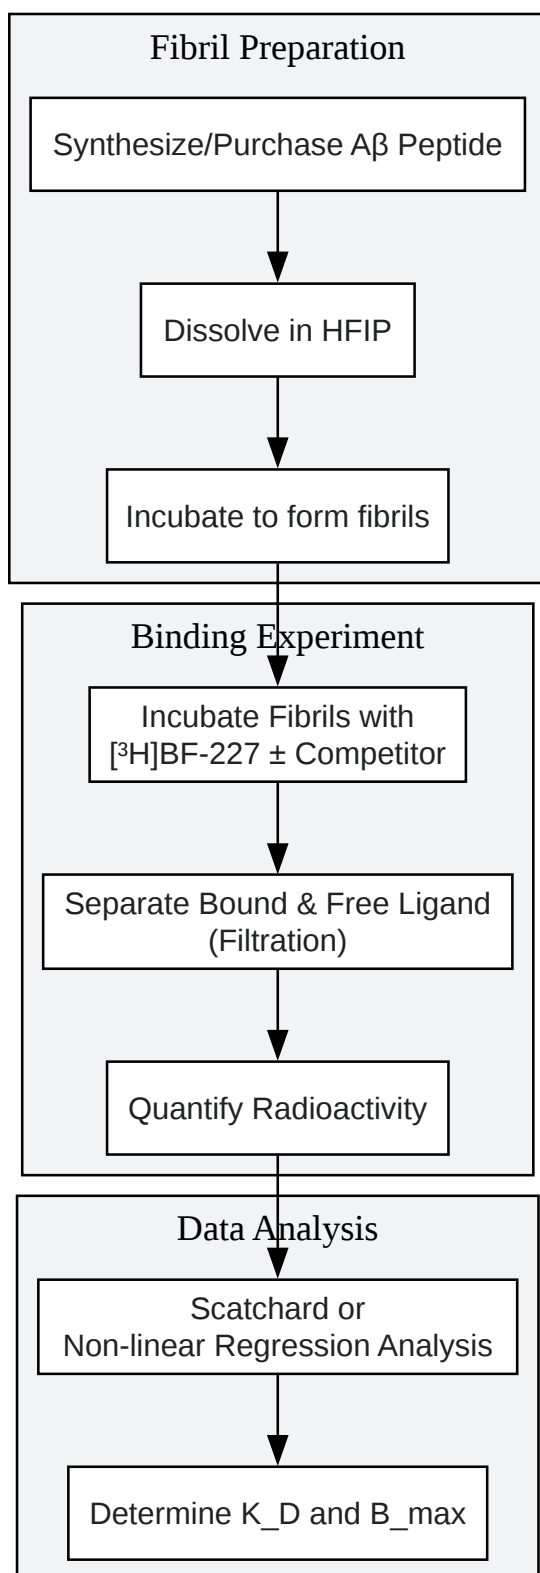 Fibril Preparation
Synthesize/Purchase Aβ Peptide
Dissolve in HFIP
Incubate to form fibrils
Binding Experiment
Incubate Fibrils with
[³H]BF-227 ± Competitor
Separate Bound & Free Ligand
(Filtration)
Quantify Radioactivity
Data Analysis
Scatchard or
Non-linear Regression Analysis
Determine K_D and B_max